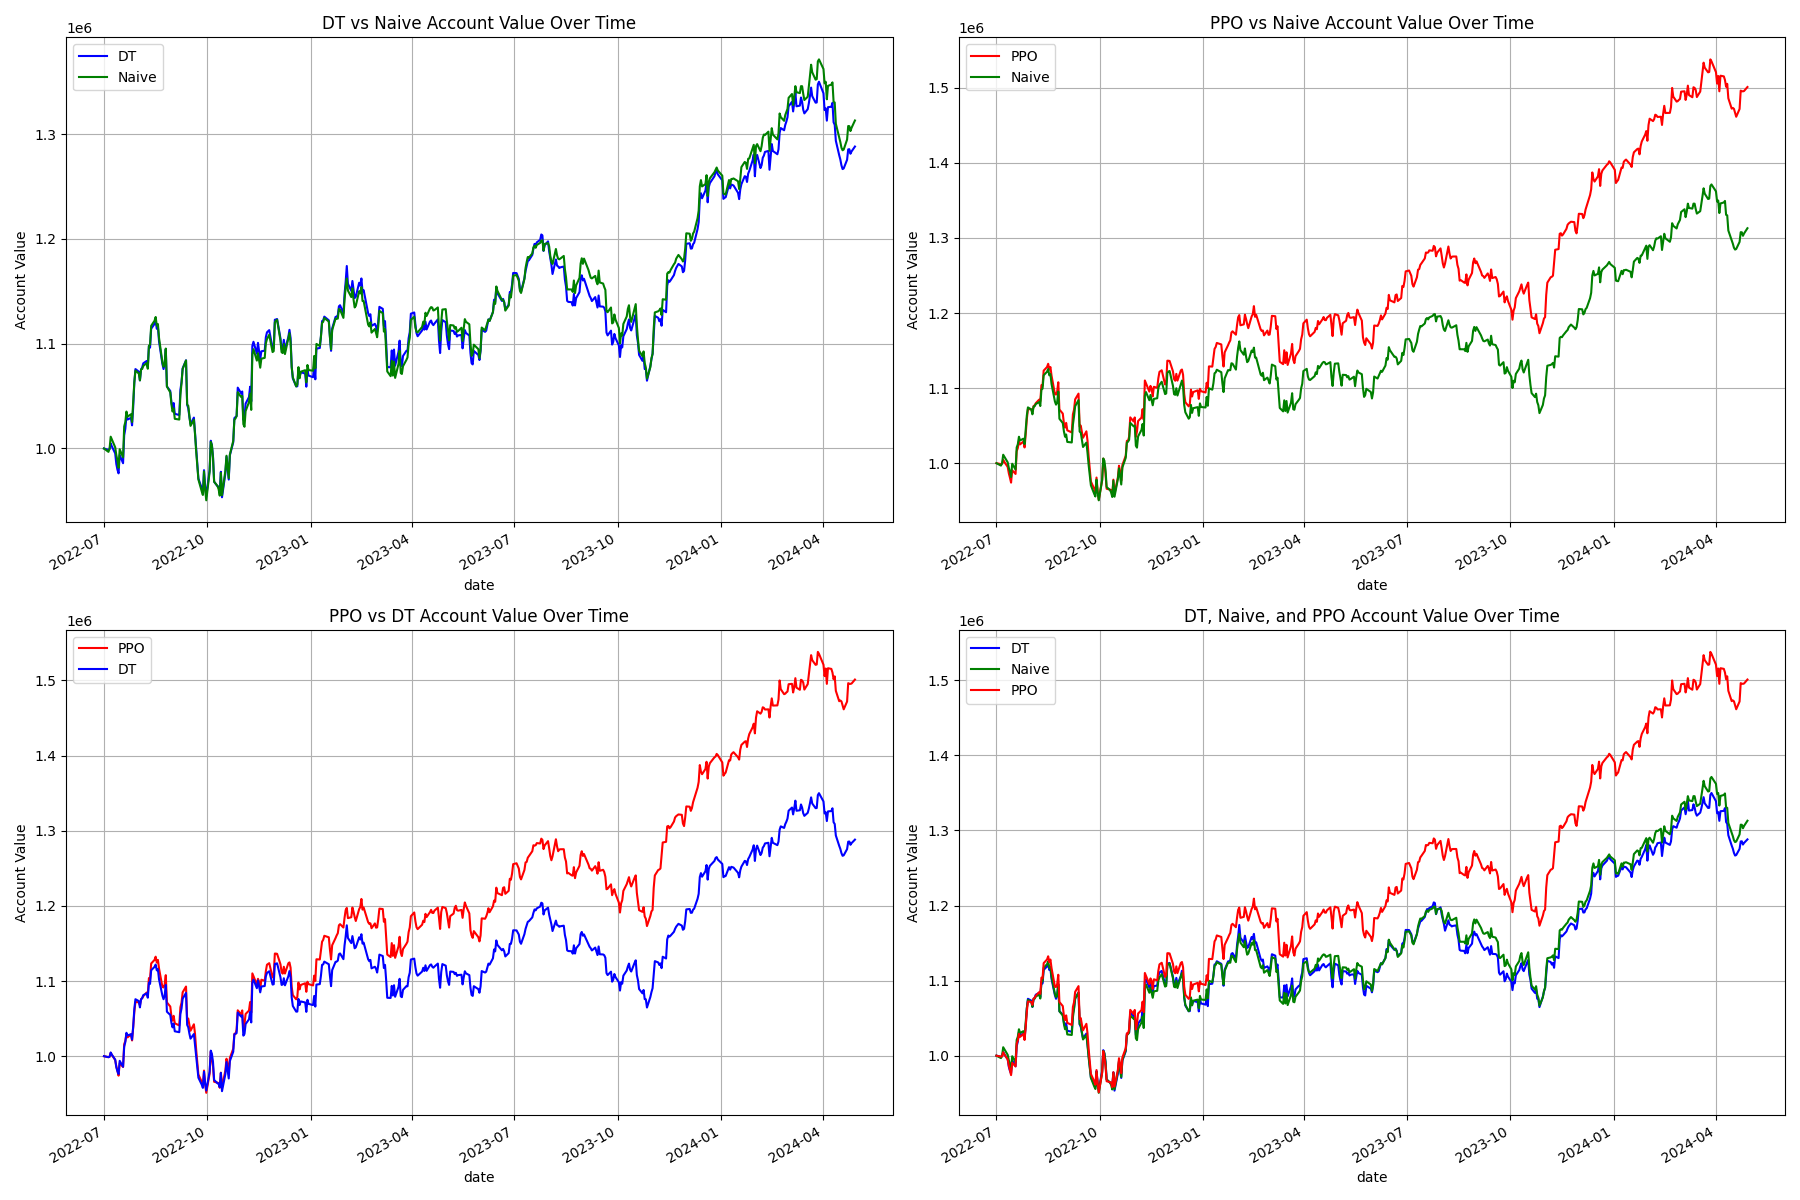 DT vs Naive Account Value Over Time
1e6
DT
Naive
1.3
1.2
1.1
1.0
Account Value
2022-07
2022-10
2023-01
2023-04
2023-07
2023-10
2024-01
2024-04
date
PPO vs Naive Account Value Over Time
1e6
PPO
Naive
1.5
1.4
1.3
1.2
1.1
1.0
Account Value
2022-07
2022-10
2023-01
2023-04
2023-07
2023-10
2024-01
2024-04
date
PPO vs DT Account Value Over Time
1e6
PPO
DT
1.5
1.4
1.3
1.2
1.1
1.0
Account Value
2022-07
2022-10
2023-01
2023-04
2023-07
2023-10
2024-01
2024-04
date
DT, Naive, and PPO Account Value Over Time
1e6
DT
Naive
PPO
1.5
1.4
1.3
1.2
1.1
1.0
Account Value
2022-07
2022-10
2023-01
2023-04
2023-07
2023-10
2024-01
2024-04
date